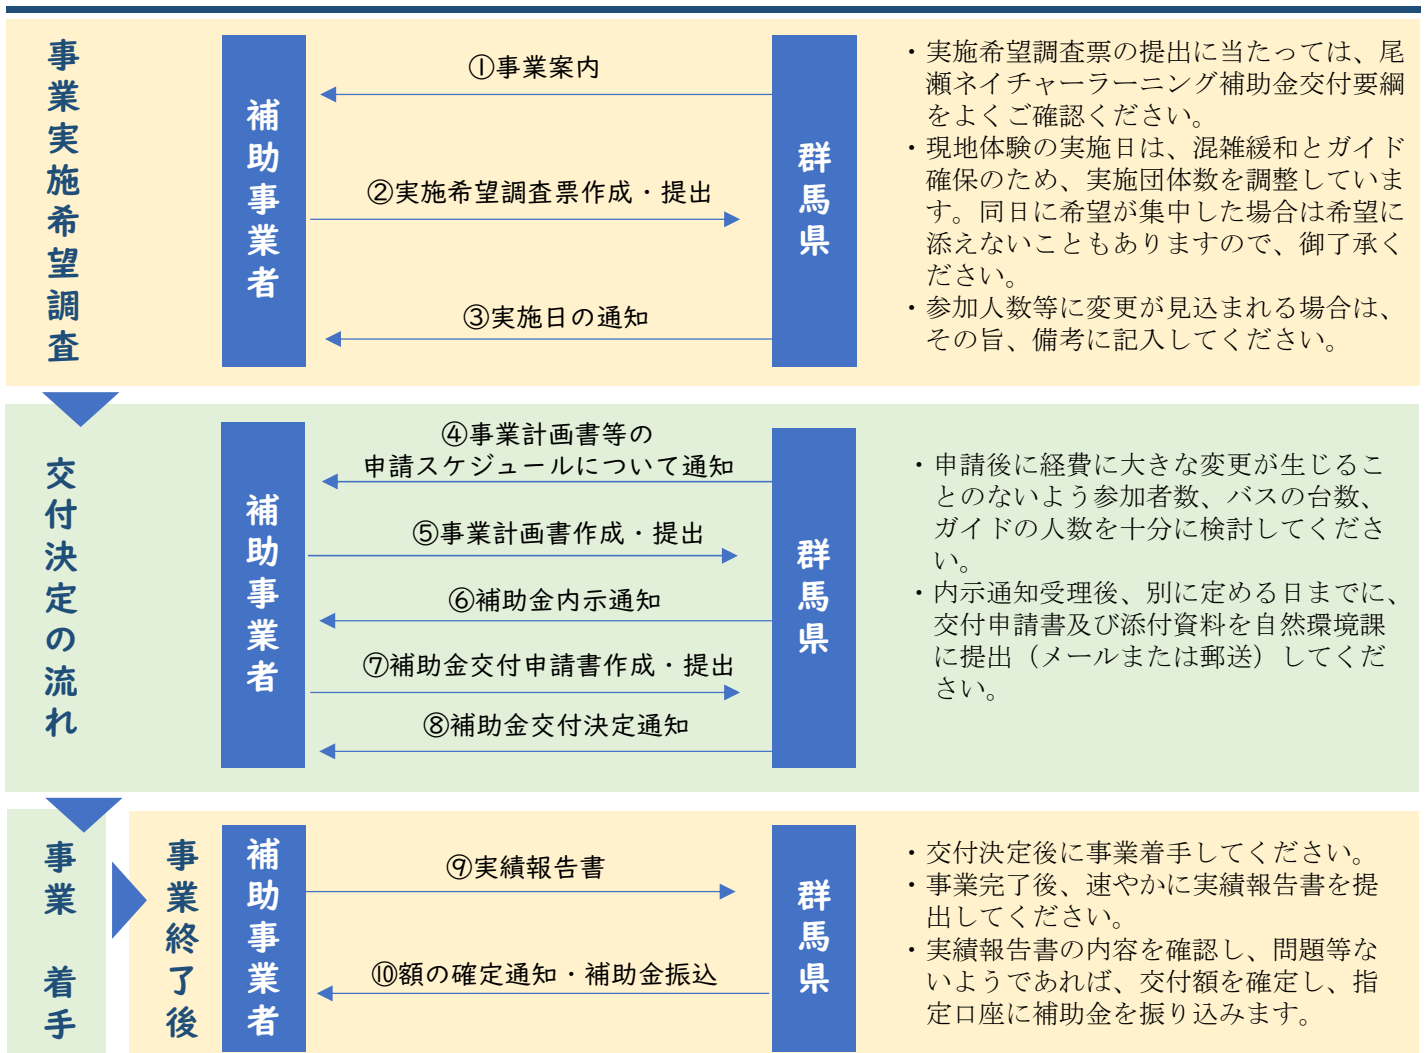 事業実施希望調査
補助事業者
①事業案内
②実施希望調査票作成・提出
③実施日の通知
群馬県
・実施希望調査票の提出に当たっては、尾
瀬ネイチャーラーニング補助金交付要綱
をよくご確認ください。
・現地体験の実施日は、混雑緩和とガイド
確保のため、実施団体数を調整していま
す。同日に希望が集中した場合は希望に
添えないこともありますので、御了承く
ださい。
・参加人数等に変更が見込まれる場合は、
その旨、備考に記入してください。
交付決定の流れ
補助事業者
④事業計画書等の
申請スケジュールについて通知
⑤事業計画書作成・提出
⑥補助金内示通知
⑦補助金交付申請書作成・提出
⑧補助金交付決定通知
群馬県
・申請後に経費に大きな変更が生じるこ
とのないよう参加者数、バスの台数、
ガイドの人数を十分に検討してくださ
い。
・内示通知受理後、別に定める日までに、
交付申請書及び添付資料を自然環境課
に提出（メールまたは郵送）してくだ
さい。
事業　着手
事業終了後
補助事業者
⑨実績報告書
⑩額の確定通知・補助金振込
群馬県
・交付決定後に事業着手してください。
・事業完了後、速やかに実績報告書を提
出してください。
・実績報告書の内容を確認し、問題等な
いようであれば、交付額を確定し、指
定口座に補助金を振り込みます。